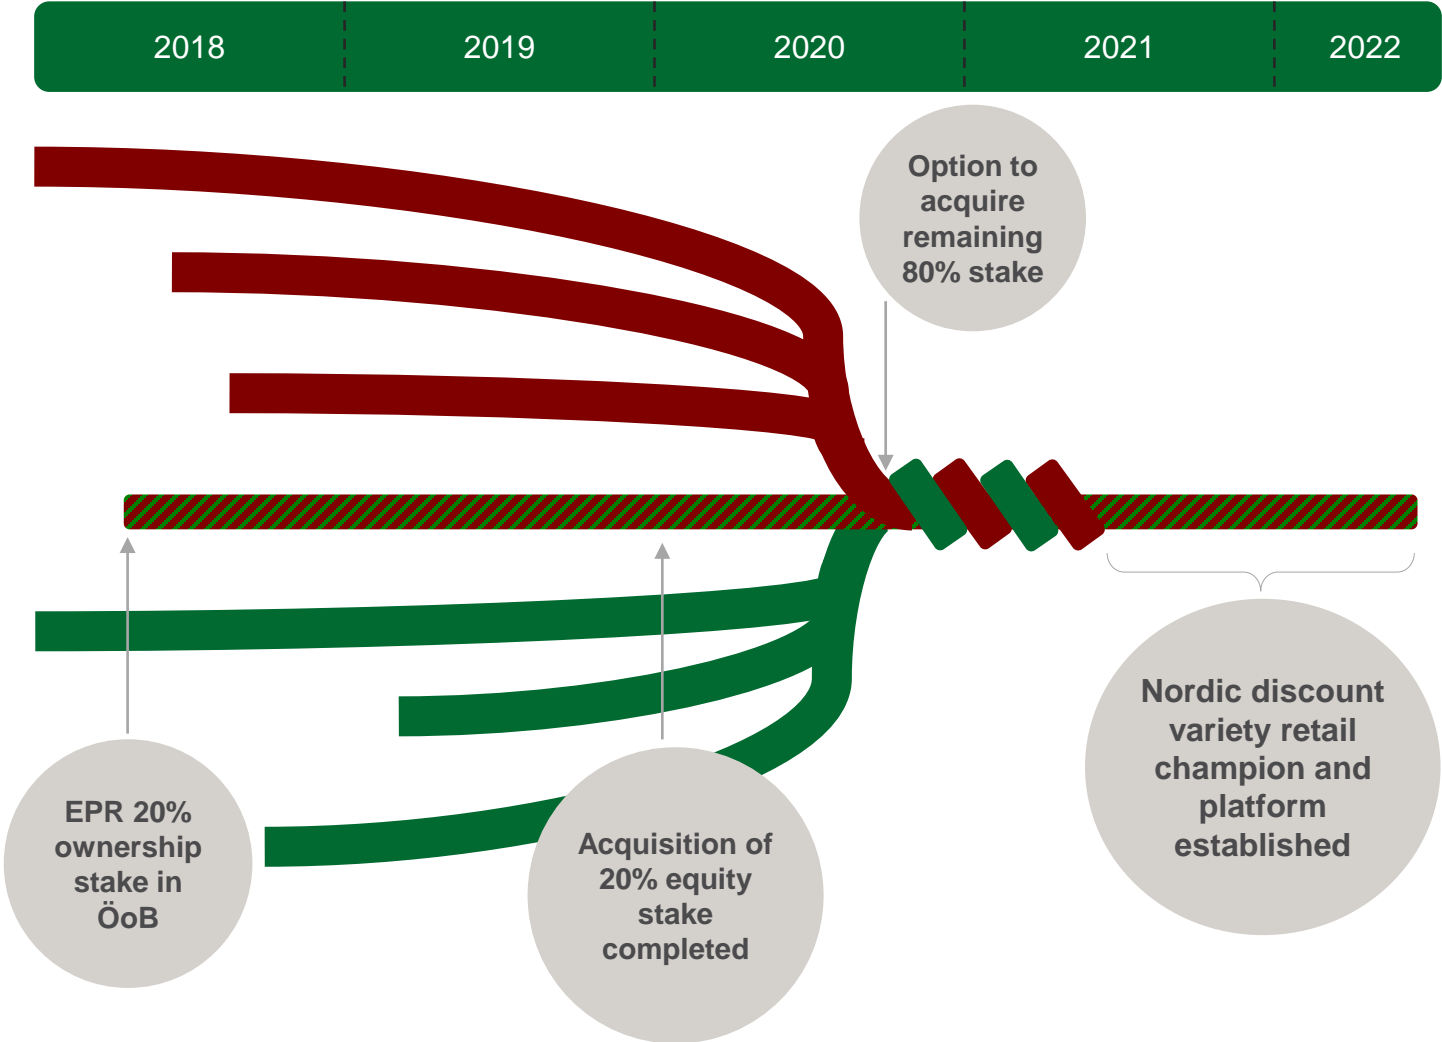 2018
2019
2020
2021
2022
Option to
acquire
remaining
80% stake
EPR 20%
ownership
stake in
ÖoB
Acquisition of
20% equity
stake
completed
Nordic discount
variety retail
champion and
platform
established